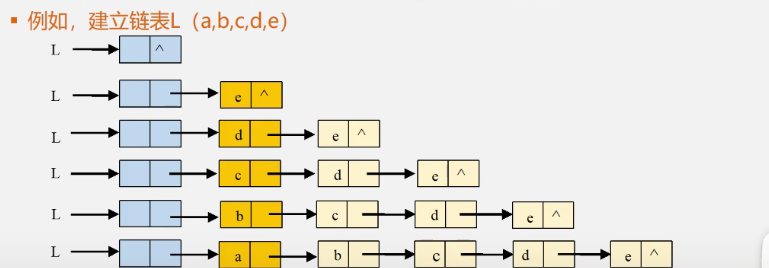 ▪ 例如，建立链表L（a,b,c,d,e）
L ^
L e ^
L d e ^
L c d e ^
L b c d e ^
L a b c d e ^